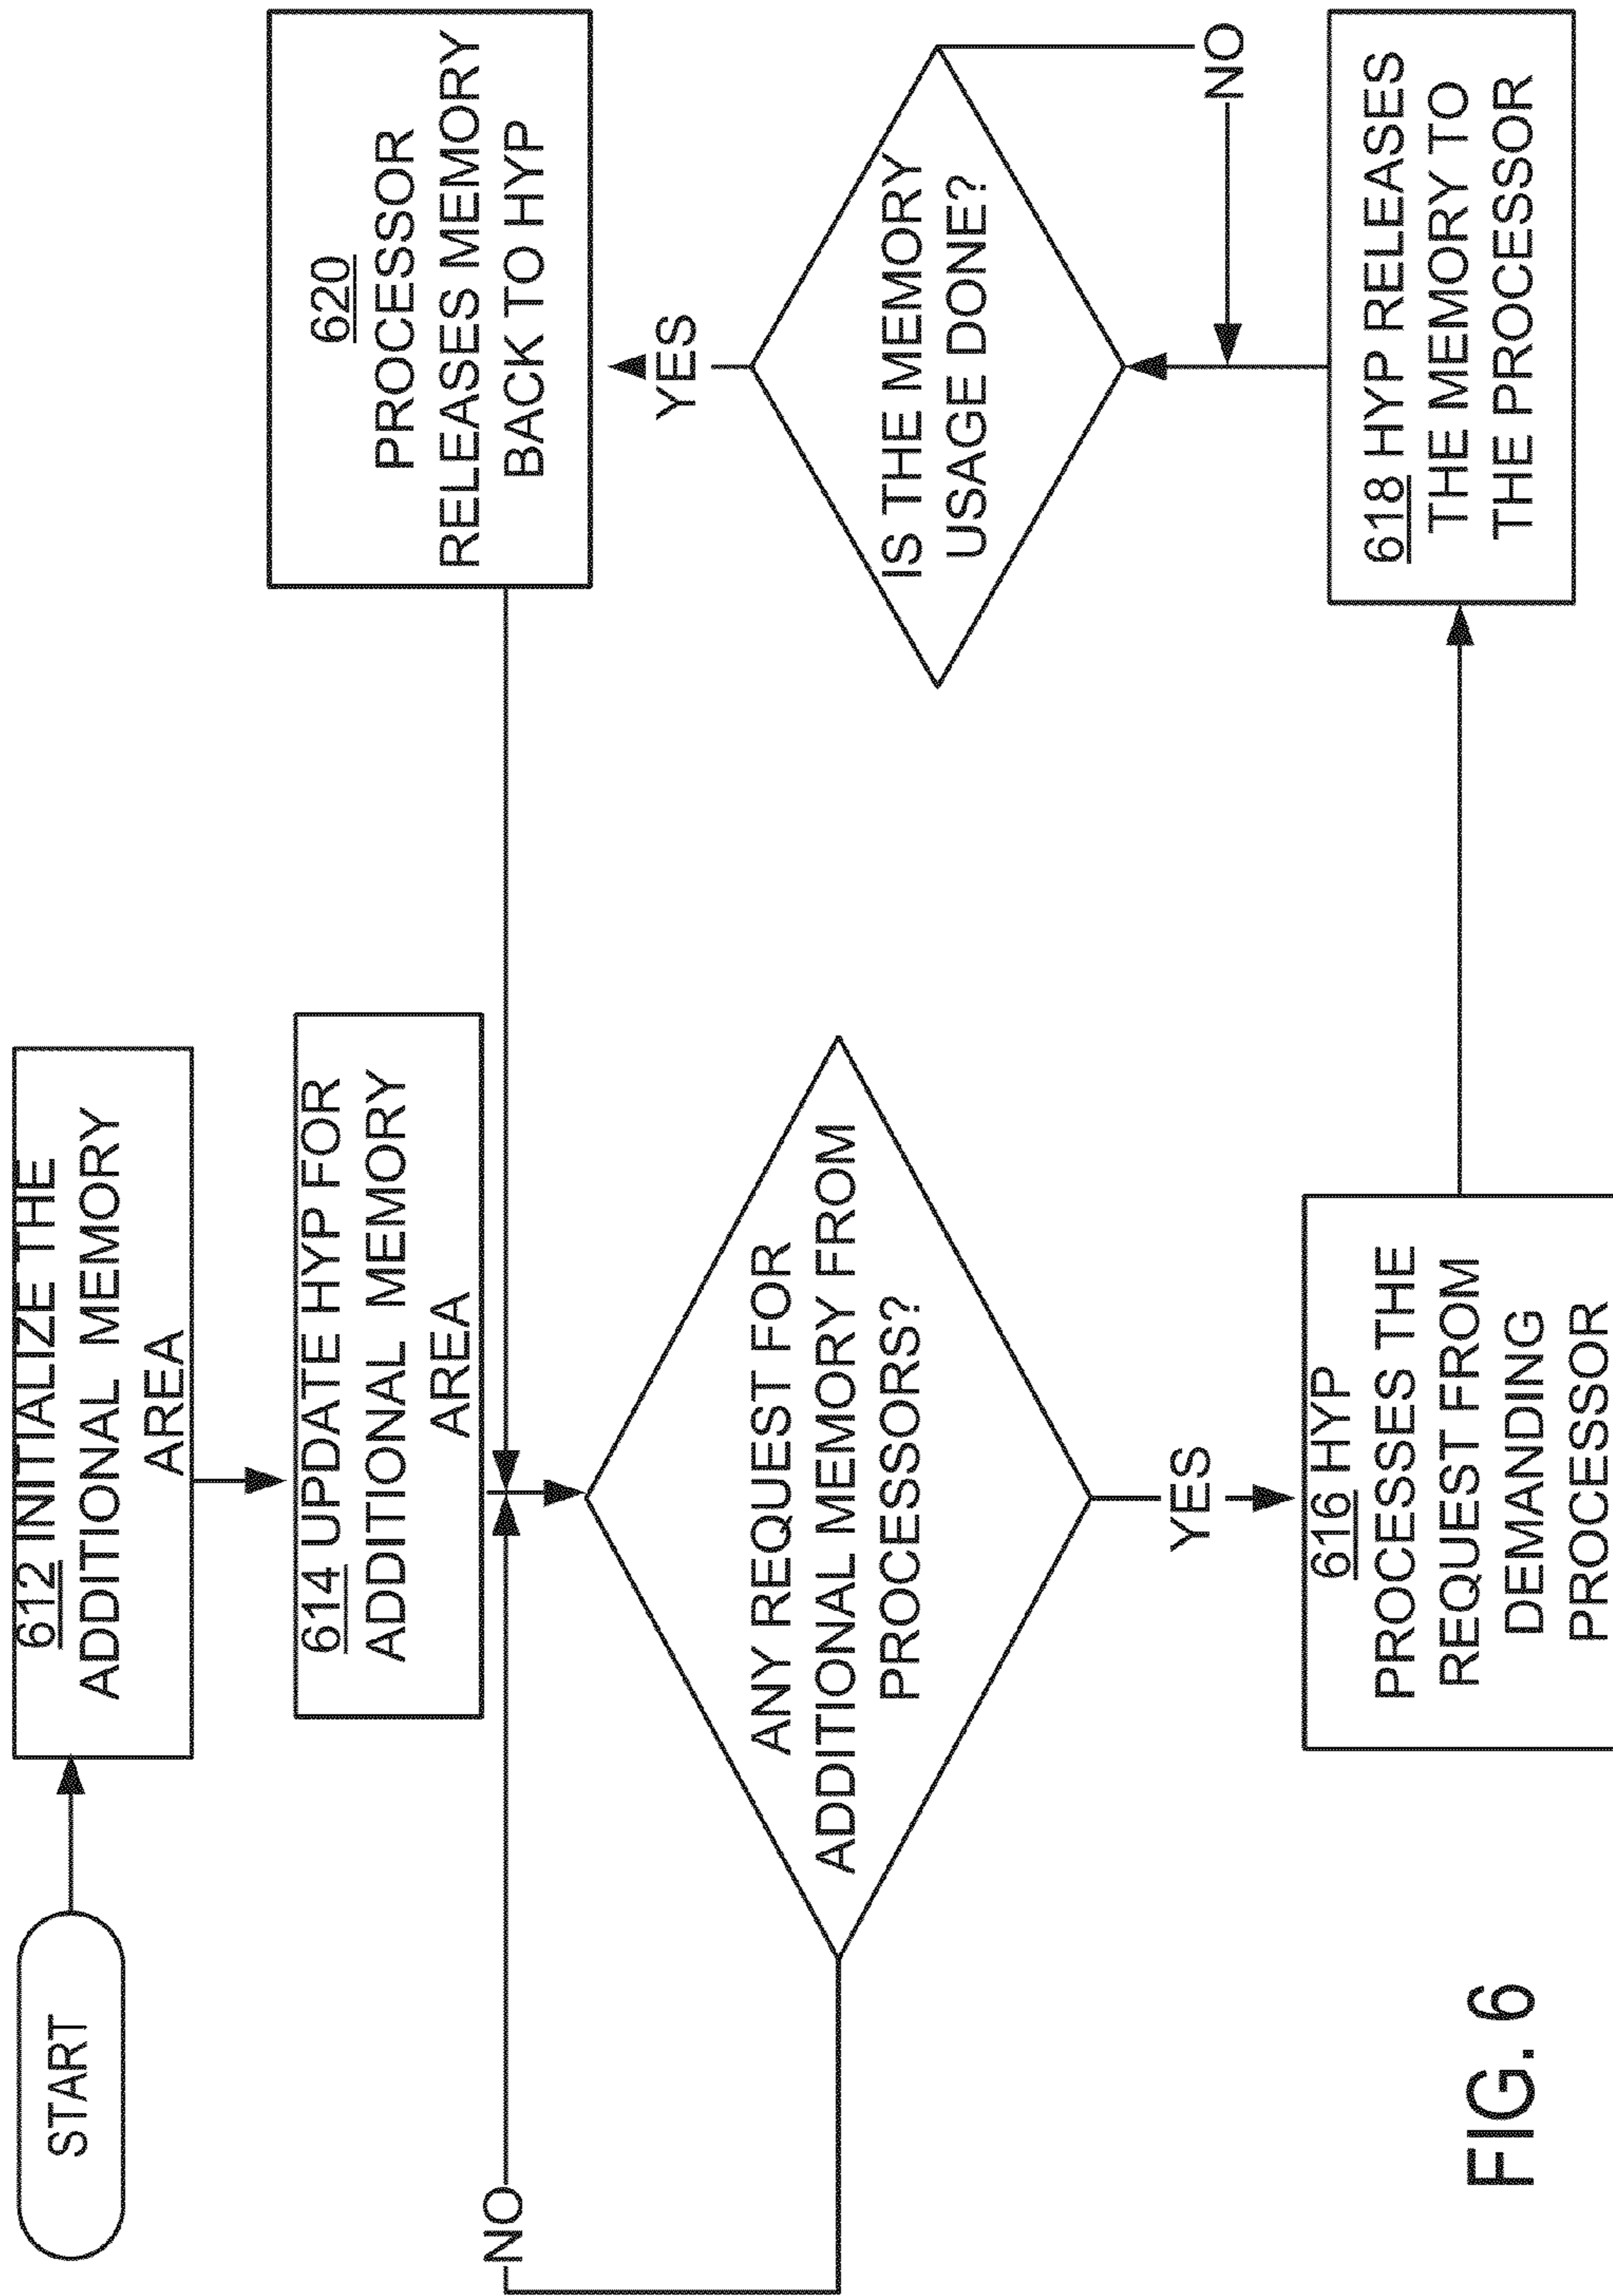 START
612 INITIALIZE THE
ADDITIONAL MEMORY
AREA
614 UPDATE HYP FOR
ADDITIONAL MEMORY
AREA
NO
ANY REQUEST FOR
ADDITIONAL MEMORY FROM
PROCESSORS?
YES
616 HYP
PROCESSES THE
REQUEST FROM
DEMANDING
PROCESSOR
618 HYP RELEASES
THE MEMORY TO
THE PROCESSOR
NO
IS THE MEMORY
USAGE DONE?
YES
620
PROCESSOR
RELEASES MEMORY
BACK TO HYP
FIG. 6